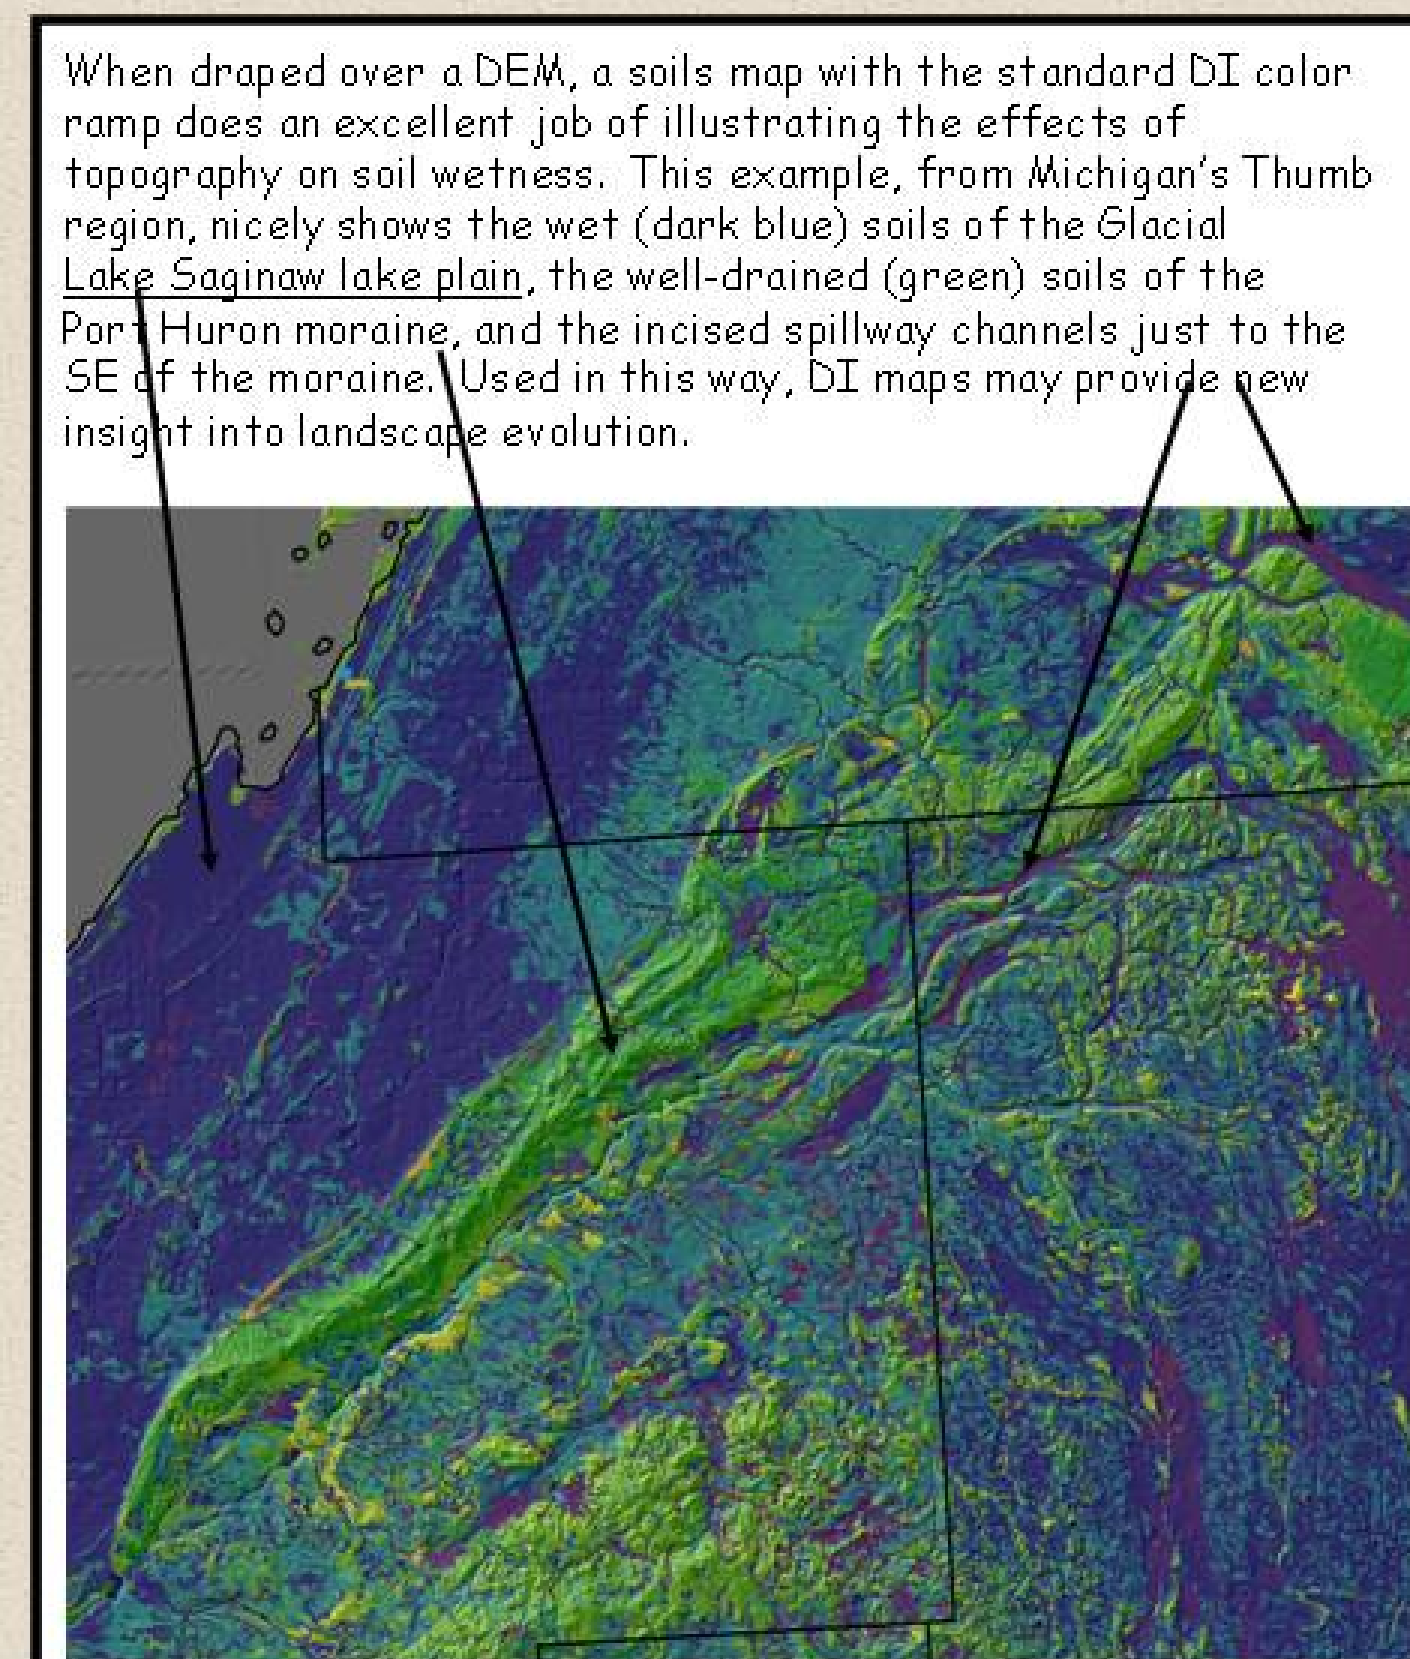 When draped over a DEM, a soils map with the standard DI color
ramp does an excellent job of illustrating the effects of
topography on soil wetness.  This example, from Michigan's Thumb
region, nicely shows the wet (dark blue) soils of the Glacial
Lake Saginaw lake plain, the well-drained (green) soils of the
Port Huron moraine, and the incised spillway channels just to the
SE of the moraine.  Used in this way, DI maps may provide new
insight into landscape evolution.